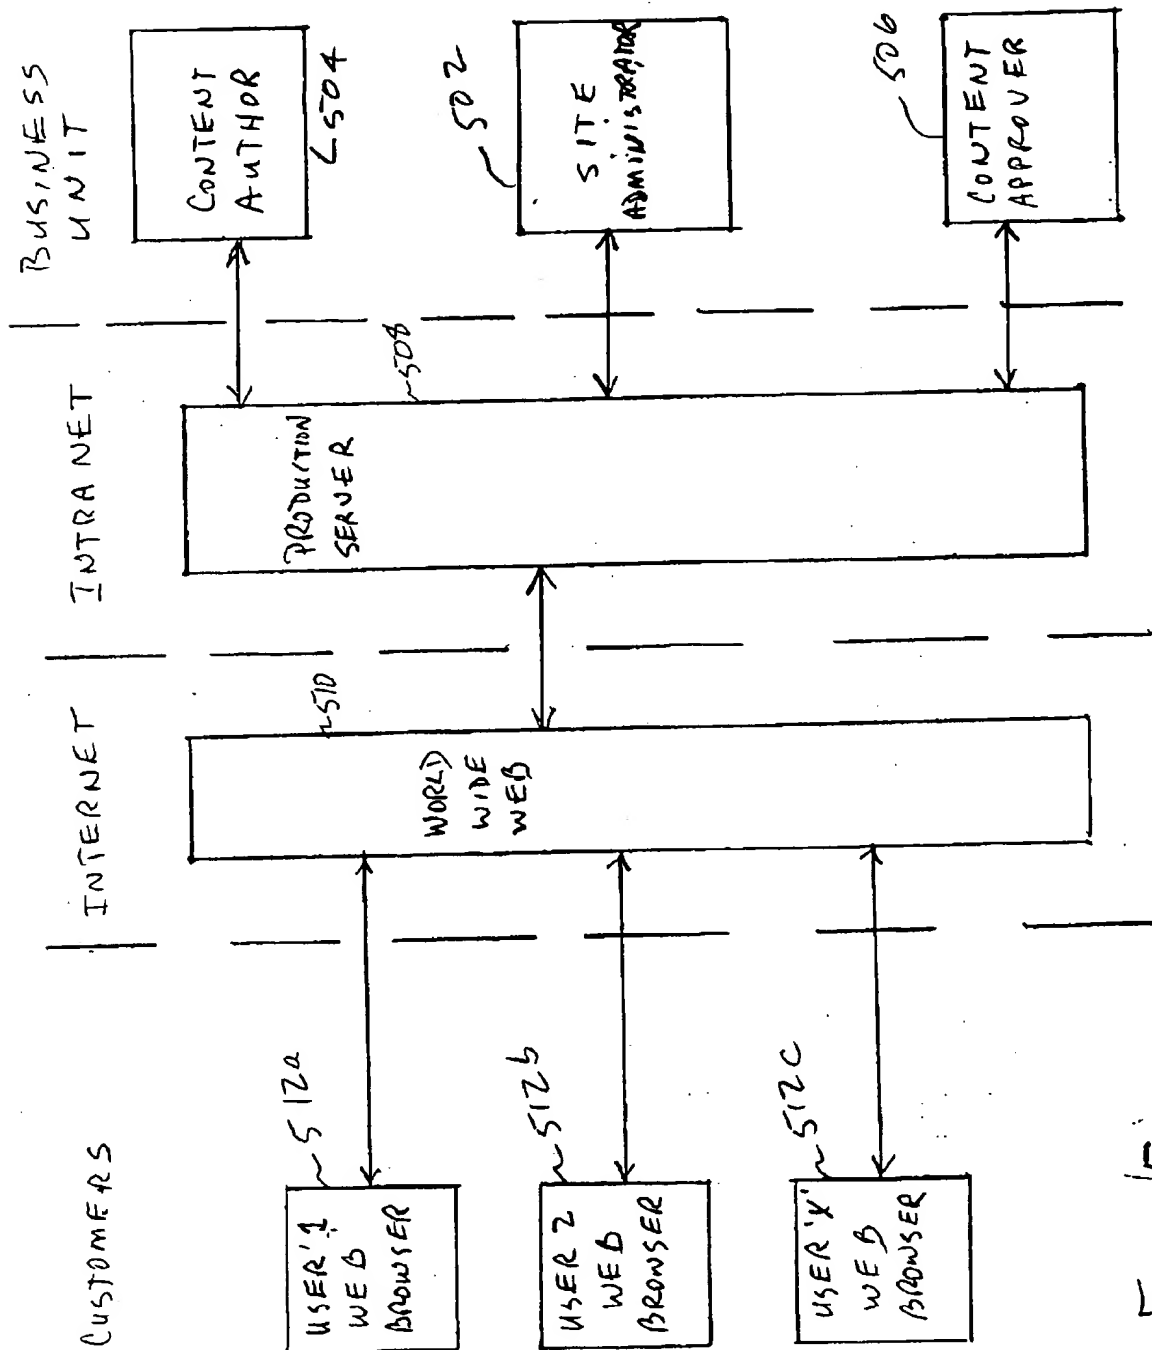 CUSTOMERS
INTERNET
INTRANET
BUSINESS
UNIT
USER '1
WEB
BROWSER
512a
USER 2
WEB
BROWSER
512b
USER 'X'
WEB
BROWSER
512c
WORLD
WIDE
WEB
510
PRODUCTION
SERVER
508
CONTENT
AUTHOR
504
SITE
ADMINISTRATOR
502
CONTENT
APPROVER
506